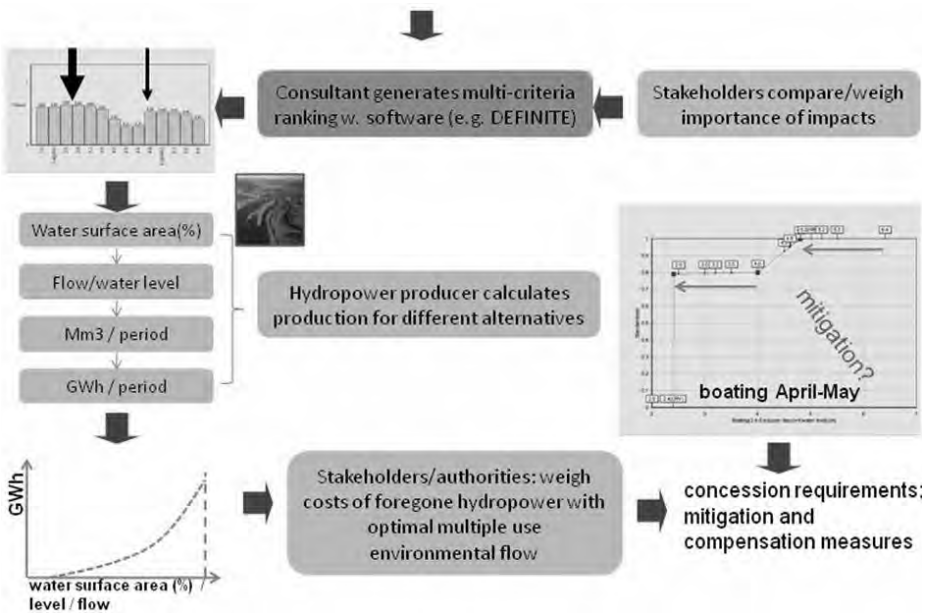 Consultant generates multi-criteria
ranking w. software (e.g. DEFINITE)
Stakeholders compare/weigh
importance of impacts
Water surface area(%)
Flow/water level
Mm3 / period
GWh / period
Hydropower producer calculates
production for different alternatives
mitigation?
boating April-May
GWh
water surface area (%) /
level / flow
Stakeholders/authorities: weigh
costs of foregone hydropower with
optimal multiple use
environmental flow
concession requirements;
mitigation and
compensation measures